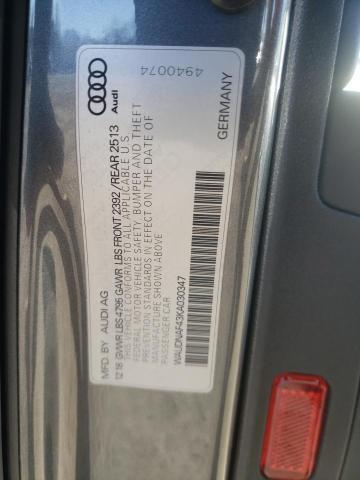 Audi
4940074
MFD. BY AUDI AG
12.18 GVWR LBS 4795 GAWR LBS FRONT 2392 /REAR 2513
THIS VEHICLE CONFORMS TO ALL APPLICABLE U S
FEDERAL MOTOR VEHICLE SAFETY, BUMPER AND THEFT
PREVENTION STANDARDS IN EFFECT ON THE DATE OF
MANUFACTURE SHOWN ABOVE
PASSENGER CAR
WAUDNAF43KA030347
GERMANY